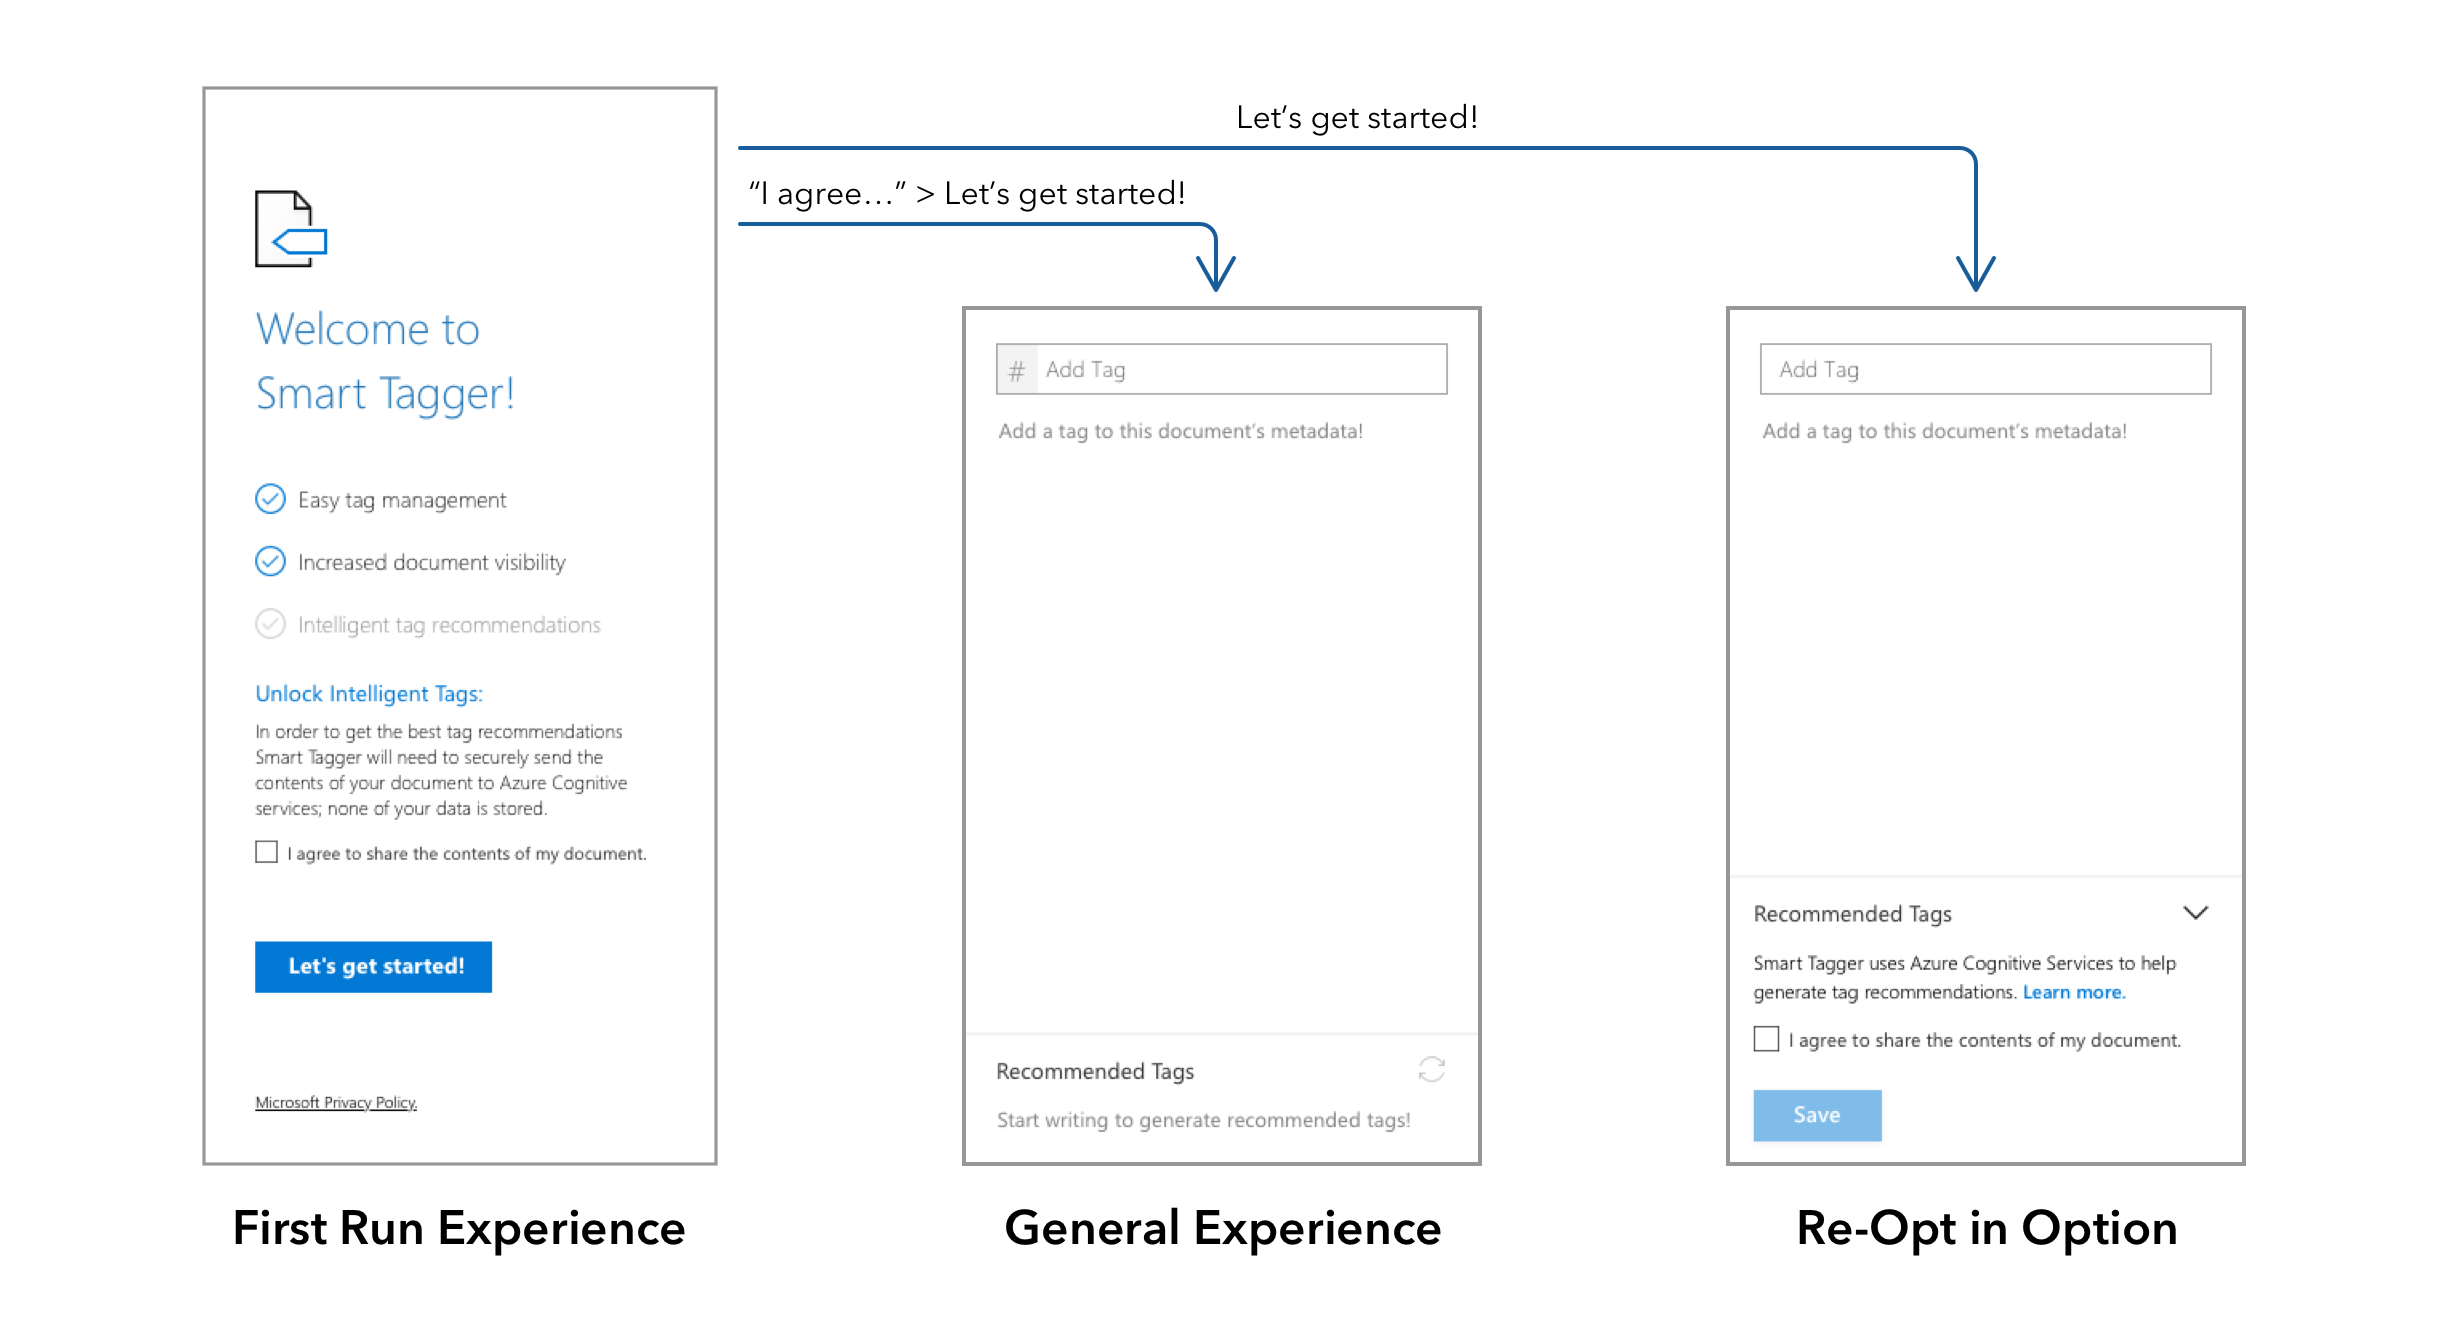 Let’s get started!
“I agree…” > Let’s get started!
Welcome to
Smart Tagger!
Easy tag management
Increased document visibility
Intelligent tag recommendations
Unlock Intelligent Tags:
In order to get the best tag recommendations
Smart Tagger will need to securely send the
contents of your document to Azure Cognitive
services; none of your data is stored.
I agree to share the contents of my document.
Let's get started!
Microsoft Privacy Policy.
First Run Experience
# Add Tag
Add a tag to this document’s metadata!
Recommended Tags
Start writing to generate recommended tags!
General Experience
Add Tag
Add a tag to this document’s metadata!
Recommended Tags
Smart Tagger uses Azure Cognitive Services to help
generate tag recommendations. Learn more.
I agree to share the contents of my document.
Save
Re-Opt in Option